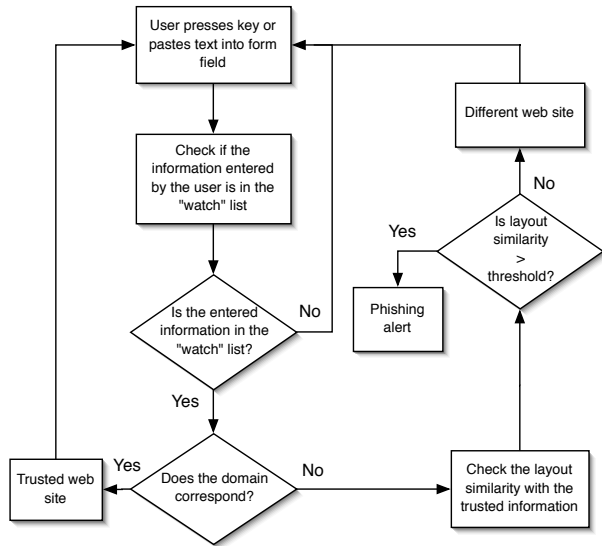 User presses key or
pastes text into form
field
Different web site
Check if the
information entered
by the user is in the
"watch" list
No
Yes
Is layout
similarity
>
threshold?
Is the entered
information in the
"watch" list?
No
Phishing
alert
Yes
Trusted web
site
Yes
Does the domain
correspond?
No
Check the layout
similarity with the
trusted information